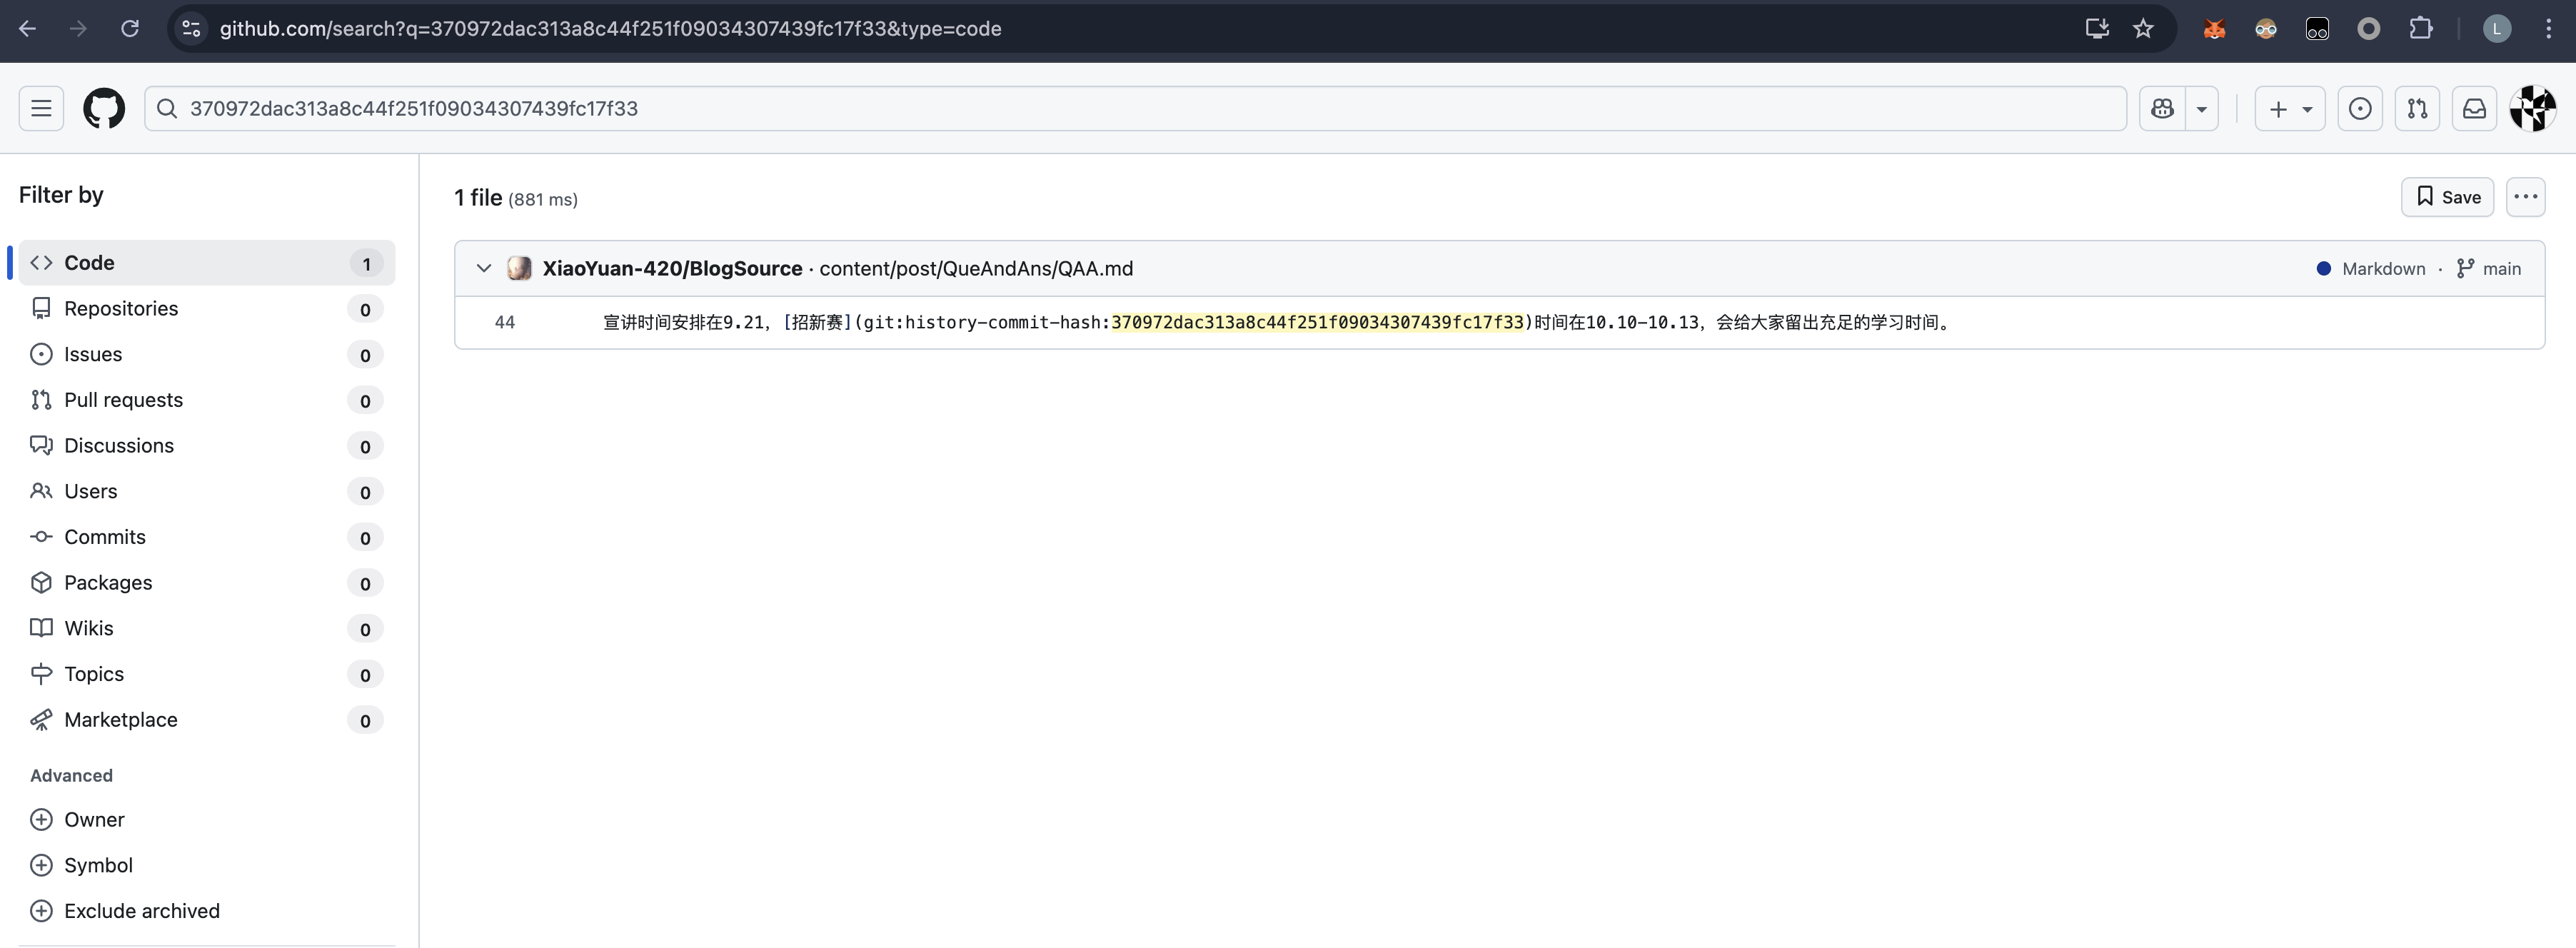 github.com/search?q=370972dac313a8c44f251f09034307439fc17f33&type=code
L
370972dac313a8c44f251f09034307439fc17f33
Filter by
Code 1
Repositories 0
Issues 0
Pull requests 0
Discussions 0
Users 0
Commits 0
Packages 0
Wikis 0
Topics 0
Marketplace 0
Advanced
Owner
Symbol
Exclude archived
1 file (881 ms)
Save
XiaoYuan-420/BlogSource · content/post/QueAndAns/QAA.md
Markdown · main
44 宣讲时间安排在9.21，[招新赛](git:history-commit-hash:370972dac313a8c44f251f09034307439fc17f33)时间在10.10-10.13，会给大家留出充足的学习时间。